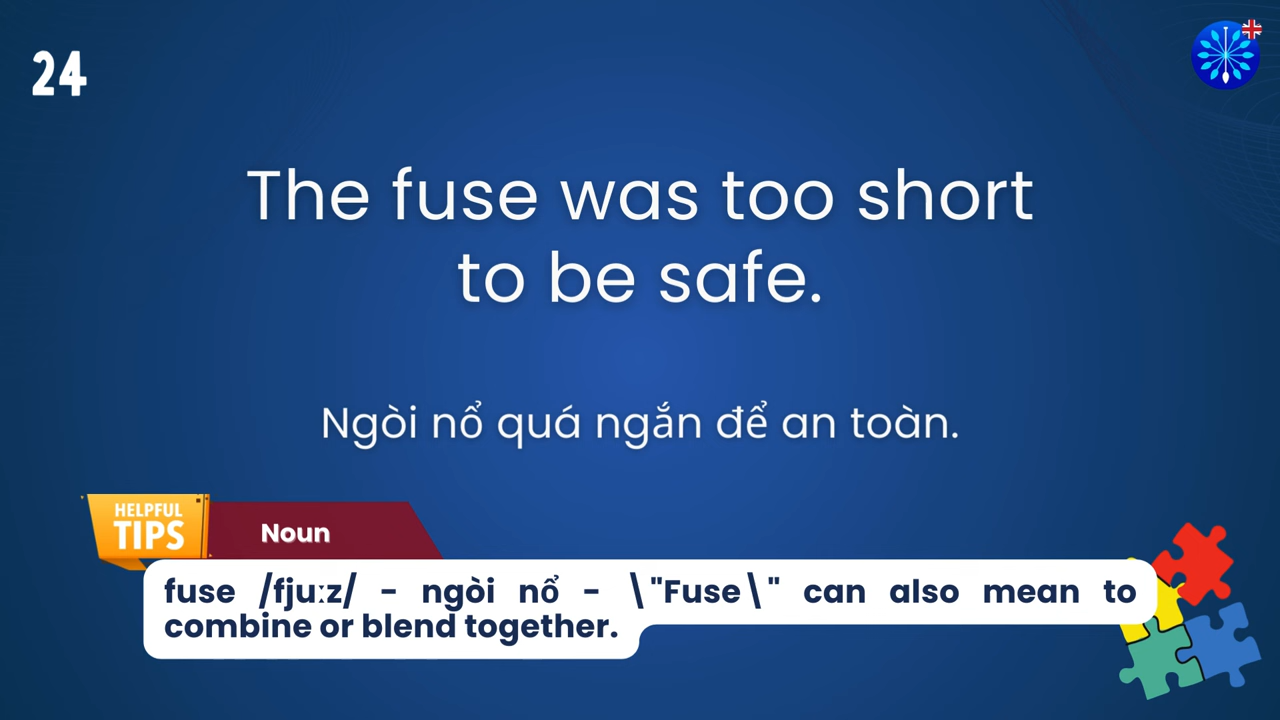 24
The fuse was too short
to be safe.
Ngòi nổ quá ngắn để an toàn.
HELPFUL
TIPS
Noun
fuse /fjuːz/ - ngòi nổ - \"Fuse\" can also mean to
combine or blend together.